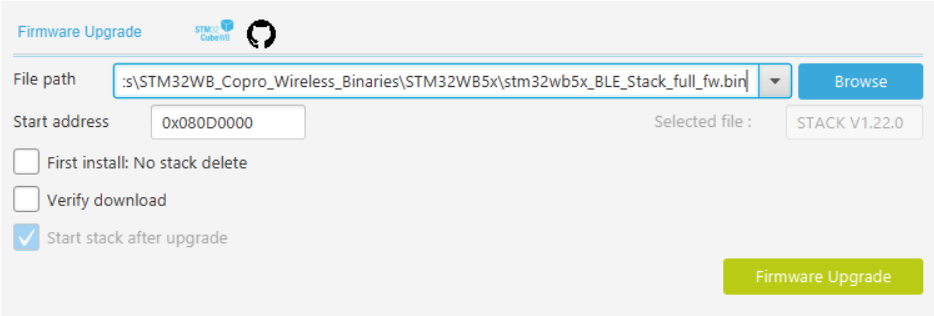 Firmware Upgrade STM32 CubeWB
File path :s\STM32WB_Copro_Wireless_Binaries\STM32WB5x\stm32wb5x_BLE_Stack_full_fw.bin Browse
Start address 0x080D0000 Selected file : STACK V1.22.0
First install: No stack delete
Verify download
Start stack after upgrade
Firmware Upgrade